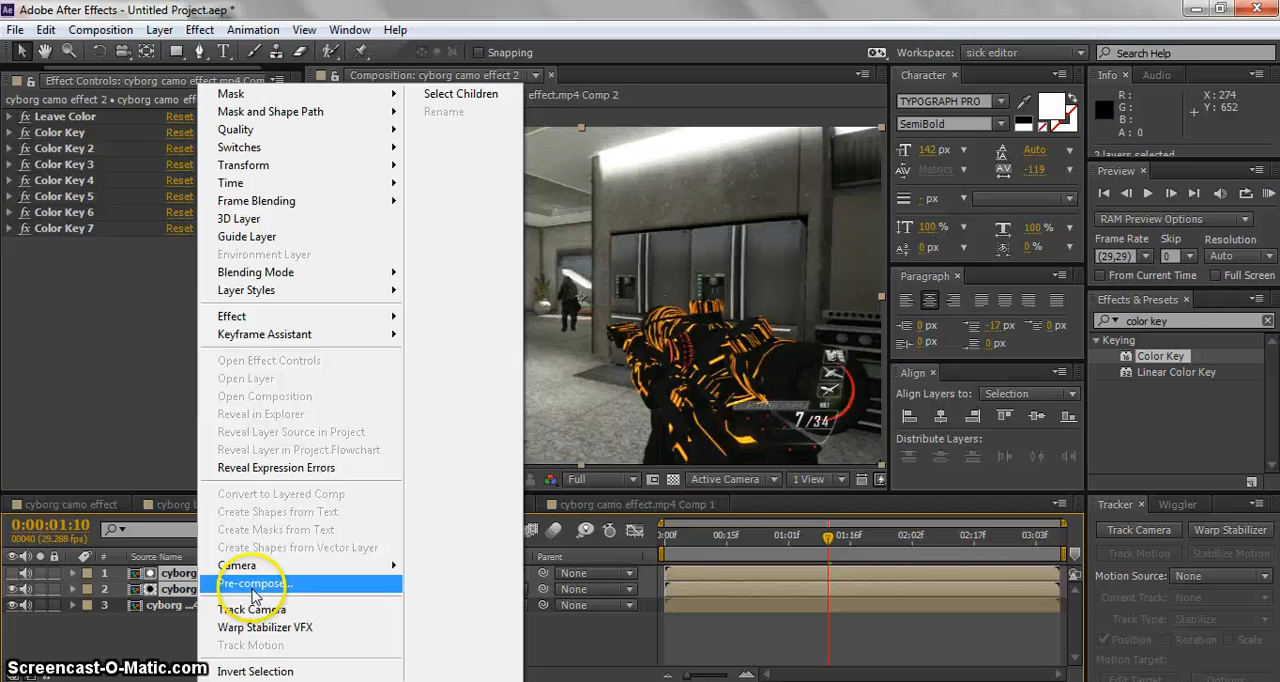 Adobe After Effects - Untitled Project.aep *
File Edit Composition Layer Effect Animation View Window Help
Snapping
Workspace: sick editor
Search Help
Effect Controls: cyborg camo effect.mp4 Com
cyborg camo effect 2 • cyborg
fx Leave Color Reset
fx Color Key Reset
fx Color Key 2 Reset
fx Color Key 3 Reset
fx Color Key 4 Reset
fx Color Key 5 Reset
fx Color Key 6 Reset
fx Color Key 7 Reset
Mask
Mask and Shape Path
Quality
Switches
Transform
Time
Frame Blending
3D Layer
Guide Layer
Environment Layer
Blending Mode
Layer Styles
Effect
Keyframe Assistant
Open Effect Controls
Open Layer
Open Composition
Reveal in Explorer
Reveal Layer Source in Project
Reveal Layer in Project Flowchart
Reveal Expression Errors
Convert to Layered Comp
Create Shapes from Text
Create Masks from Text
Create Shapes from Vector Layer
Camera
Pre-compose...
Track Camera
Warp Stabilizer VFX
Track Motion
Invert Selection
Select Children
Rename
Composition: cyborg camo effect 2
effect.mp4 Comp 2
7/34
Full
Active Camera
1 View
Character
TYPOGRAPH PRO
SemiBold
142 px Auto
Metrics -119
- px
100 % 100 %
0 px 0 %
Paragraph
0 px -17 px 0 px
0 px 0 px
Align
Align Layers to: Selection
Distribute Layers:
Info Audio
R: X: 274
G: Y: 652
B:
A: 0
2 layers selected
Preview
RAM Preview Options
Frame Rate Skip Resolution
(29,29) 0 Auto
From Current Time Full Screen
Effects & Presets
color key
Keying
Color Key
Linear Color Key
Tracker Wiggler
Track Camera Warp Stabilizer
Track Motion Stabilize Motion
Motion Source: None
Current Track: None
Track Type: Stabilize
Position Rotation Scale
Motion Target:
Edit Target... Options...
cyborg camo effect
cyborg b
cyborg camo effect.mp4 Comp 1
0:00:01:10
00040 (29.288 fps)
# Source Name
Parent
1 cyborg None
2 cyborg None
3 cyborg ...4 None
:00f 00:15f 01:00f 01:16f 02:02f 02:16f 03:03f
Screencast-O-Matic.com